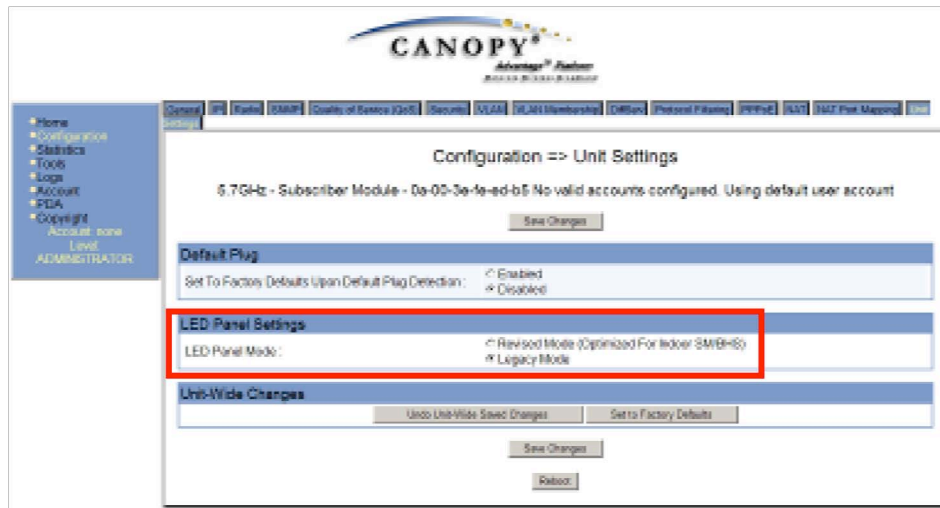 CANOPY
Advantage Platform
General IP Radio SNMP Quality of Service (QoS) Security VLAN VLAN Membership DiffServ Protocol Filtering PPPoE NAT NAT Port Mapping Unit
Settings
Home
Configuration
Statistics
Tools
Logs
Account
PDA
Copyright
Account: none
Level:
ADMINISTRATOR
Configuration => Unit Settings
5.7GHz - Subscriber Module - 0a-00-3e-fe-ed-b5 No valid accounts configured. Using default user account
Save Changes
Default Plug
Set To Factory Defaults Upon Default Plug Detection :
Enabled
Disabled
LED Panel Settings
LED Panel Mode :
Revised Mode (Optimized For Indoor SM/BHS)
Legacy Mode
Unit-Wide Changes
Undo Unit-Wide Saved Changes Set to Factory Defaults
Save Changes
Reboot